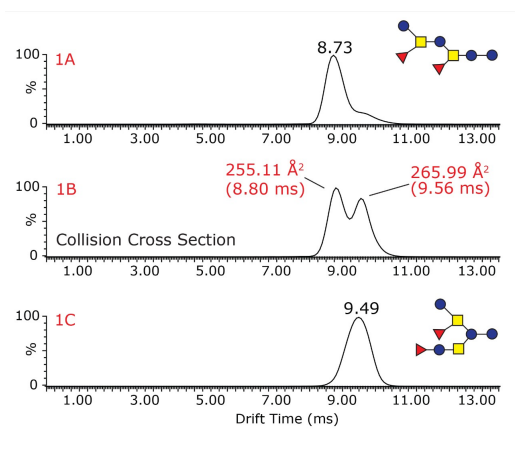 8.73
100
1A
%
0
1.00 3.00 5.00 7.00 9.00 11.00 13.00
255.11 Å²
(8.80 ms)
265.99 Å²
(9.56 ms)
100
1B
%
Collision Cross Section
0
1.00 3.00 5.00 7.00 9.00 11.00 13.00
9.49
100
1C
%
0
1.00 3.00 5.00 7.00 9.00 11.00 13.00
Drift Time (ms)